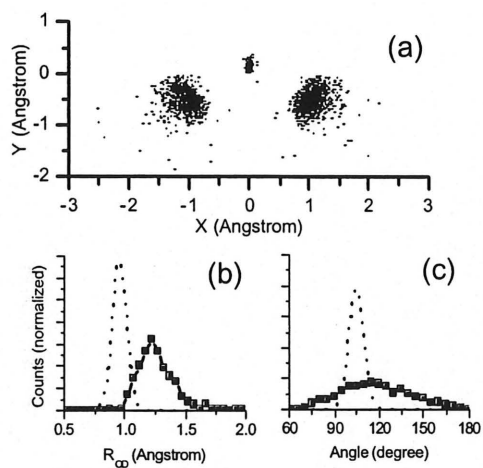 (a)
1
0
-1
-2
Y (Angstrom)
-3 -2 -1 0 1 2 3
X (Angstrom)
(b)
(c)
Counts (normalized)
0.5 1.0 1.5 2.0
60 90 120 150 180
R_OD (Angstrom)
Angle (degree)